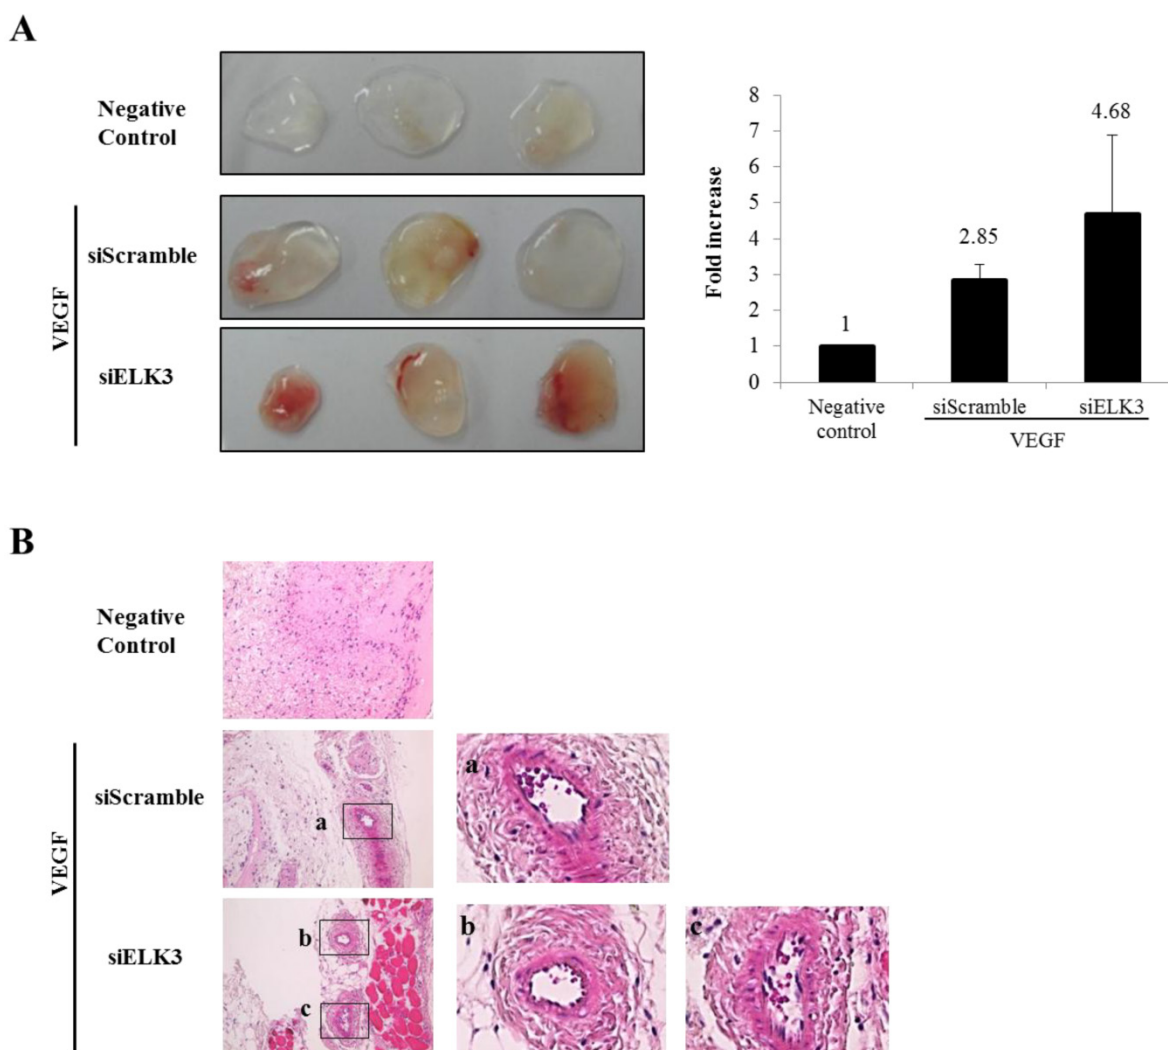 A
Negative
Control
VEGF
siScramble
siELK3
Fold increase
8
7
6
5
4
3
2
1
0
1
2.85
4.68
Negative
control
siScramble
siELK3
VEGF
B
Negative
Control
VEGF
siScramble
a
a
siELK3
b
c
b
c